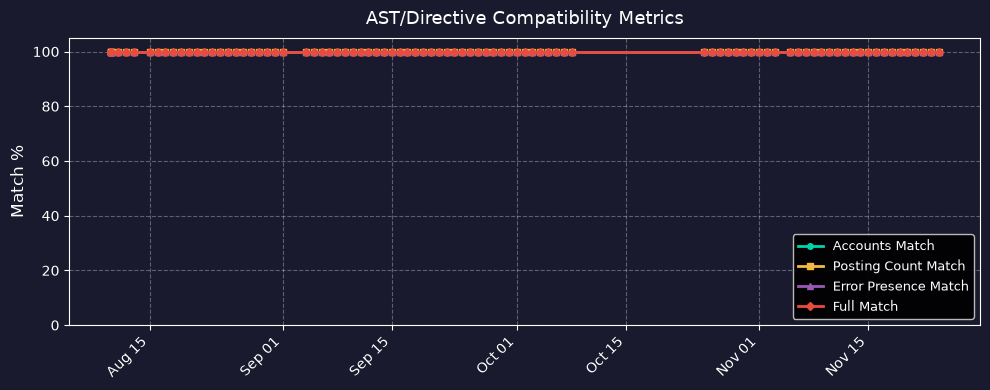 AST/Directive Compatibility Metrics
Match %
100
80
60
40
20
0
Accounts Match
Posting Count Match
Error Presence Match
Full Match
Aug 15
Sep 01
Sep 15
Oct 01
Oct 15
Nov 01
Nov 15